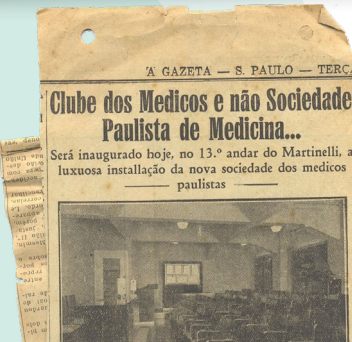 A GAZETA — S. PAULO — TERÇA
Clube dos Medicos e não Sociedade
Paulista de Medicina...
Será inaugurado hoje, no 13.º andar do Martinelli, a
luxuosa installação da nova sociedade dos medicos
paulistas